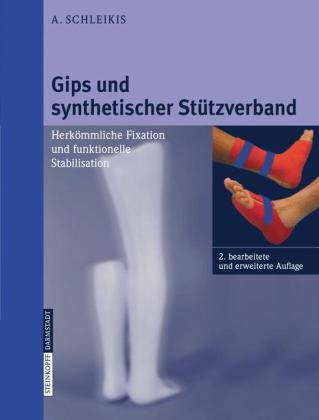 A. SCHLEIKIS
Gips und
synthetischer Stützverband
Herkömmliche Fixation
und funktionelle
Stabilisation
2. bearbeitete
und erweiterte Auflage
STEINKOPFF
DARMSTADT